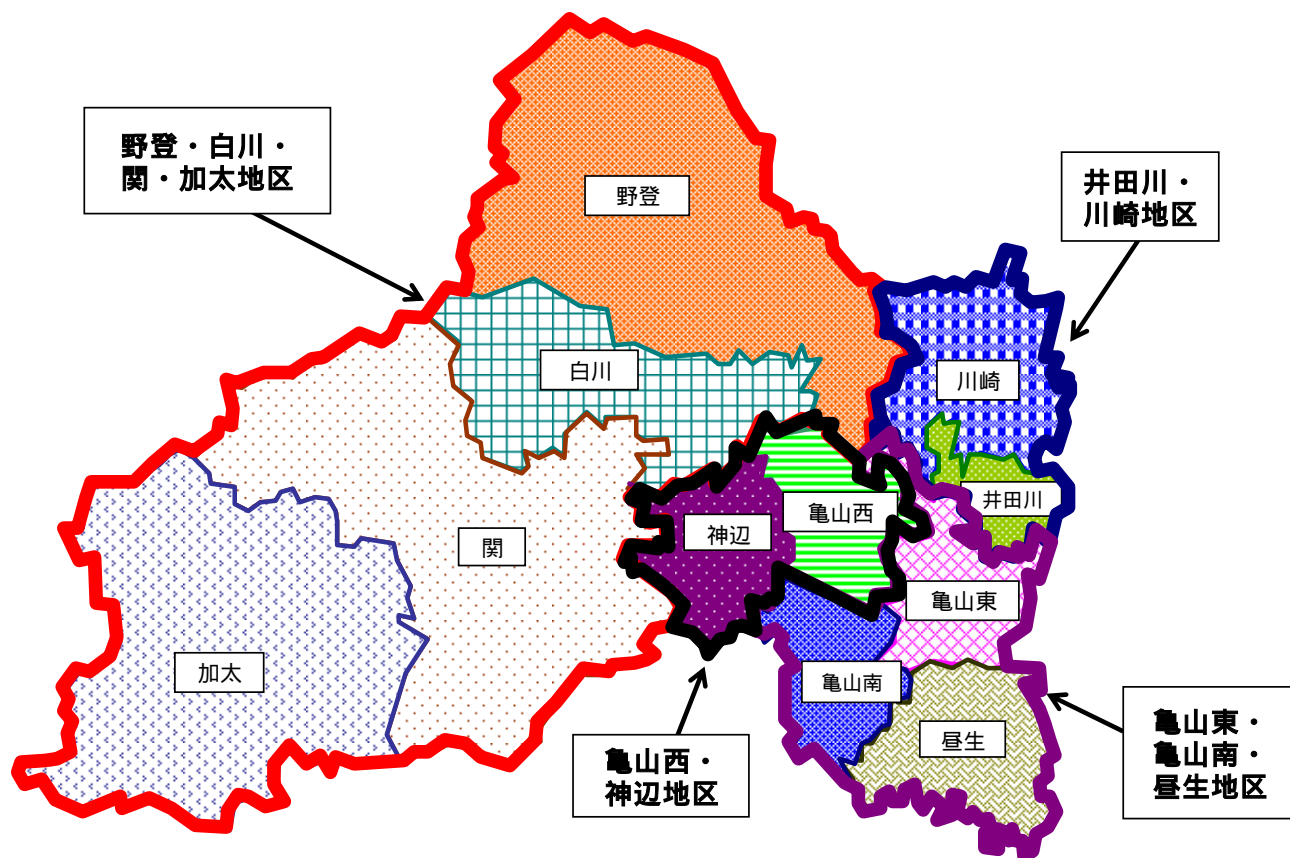 野登・白川・
関・加太地区
野登
井田川・
川崎地区
白川
川崎
井田川
亀山西
神辺
関
亀山東
加太
亀山南
昼生
亀山西・
神辺地区
亀山東・
亀山南・
昼生地区